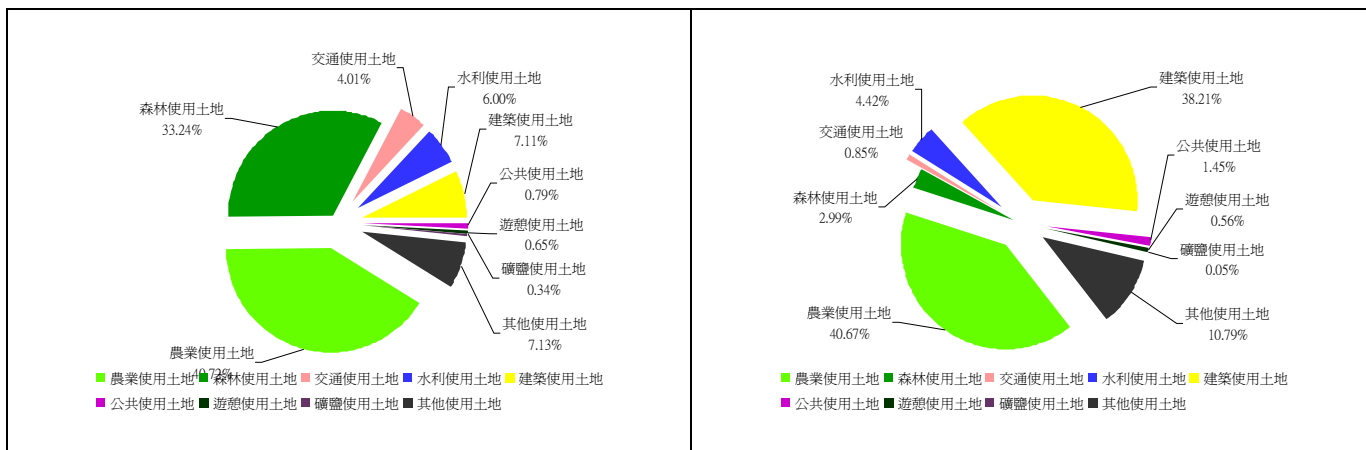 交通使用土地
4.01%
水利使用土地
6.00%
森林使用土地
33.24%
建築使用土地
7.11%
公共使用土地
0.79%
遊憩使用土地
0.65%
礦鹽使用土地
0.34%
其他使用土地
7.13%
農業使用土地
農業使用土地 森林使用土地 交通使用土地 水利使用土地 建築使用土地
公共使用土地 遊憩使用土地 礦鹽使用土地 其他使用土地
水利使用土地
4.42%
建築使用土地
38.21%
交通使用土地
0.85%
公共使用土地
1.45%
森林使用土地
2.99%
遊憩使用土地
0.56%
礦鹽使用土地
0.05%
農業使用土地
40.67%
其他使用土地
10.79%
農業使用土地 森林使用土地 交通使用土地 水利使用土地 建築使用土地
公共使用土地 遊憩使用土地 礦鹽使用土地 其他使用土地